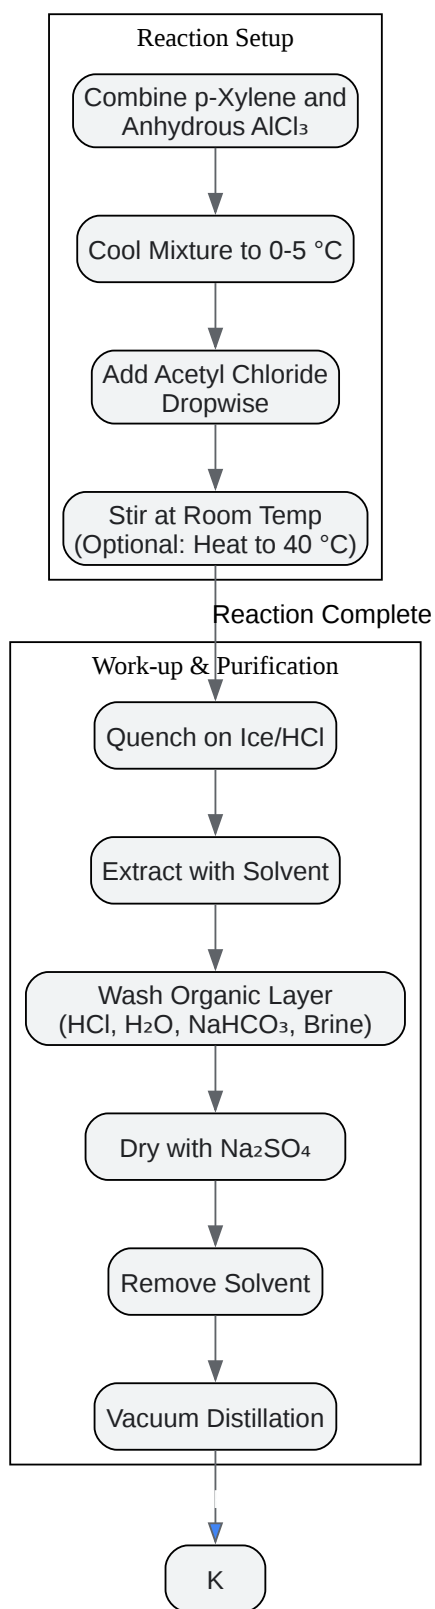 Reaction Setup
Combine p-Xylene and
Anhydrous AlCl₃
Cool Mixture to 0-5 °C
Add Acetyl Chloride
Dropwise
Stir at Room Temp
(Optional: Heat to 40 °C)
Reaction Complete
Work-up & Purification
Quench on Ice/HCl
Extract with Solvent
Wash Organic Layer
(HCl, H₂O, NaHCO₃, Brine)
Dry with Na₂SO₄
Remove Solvent
Vacuum Distillation
K